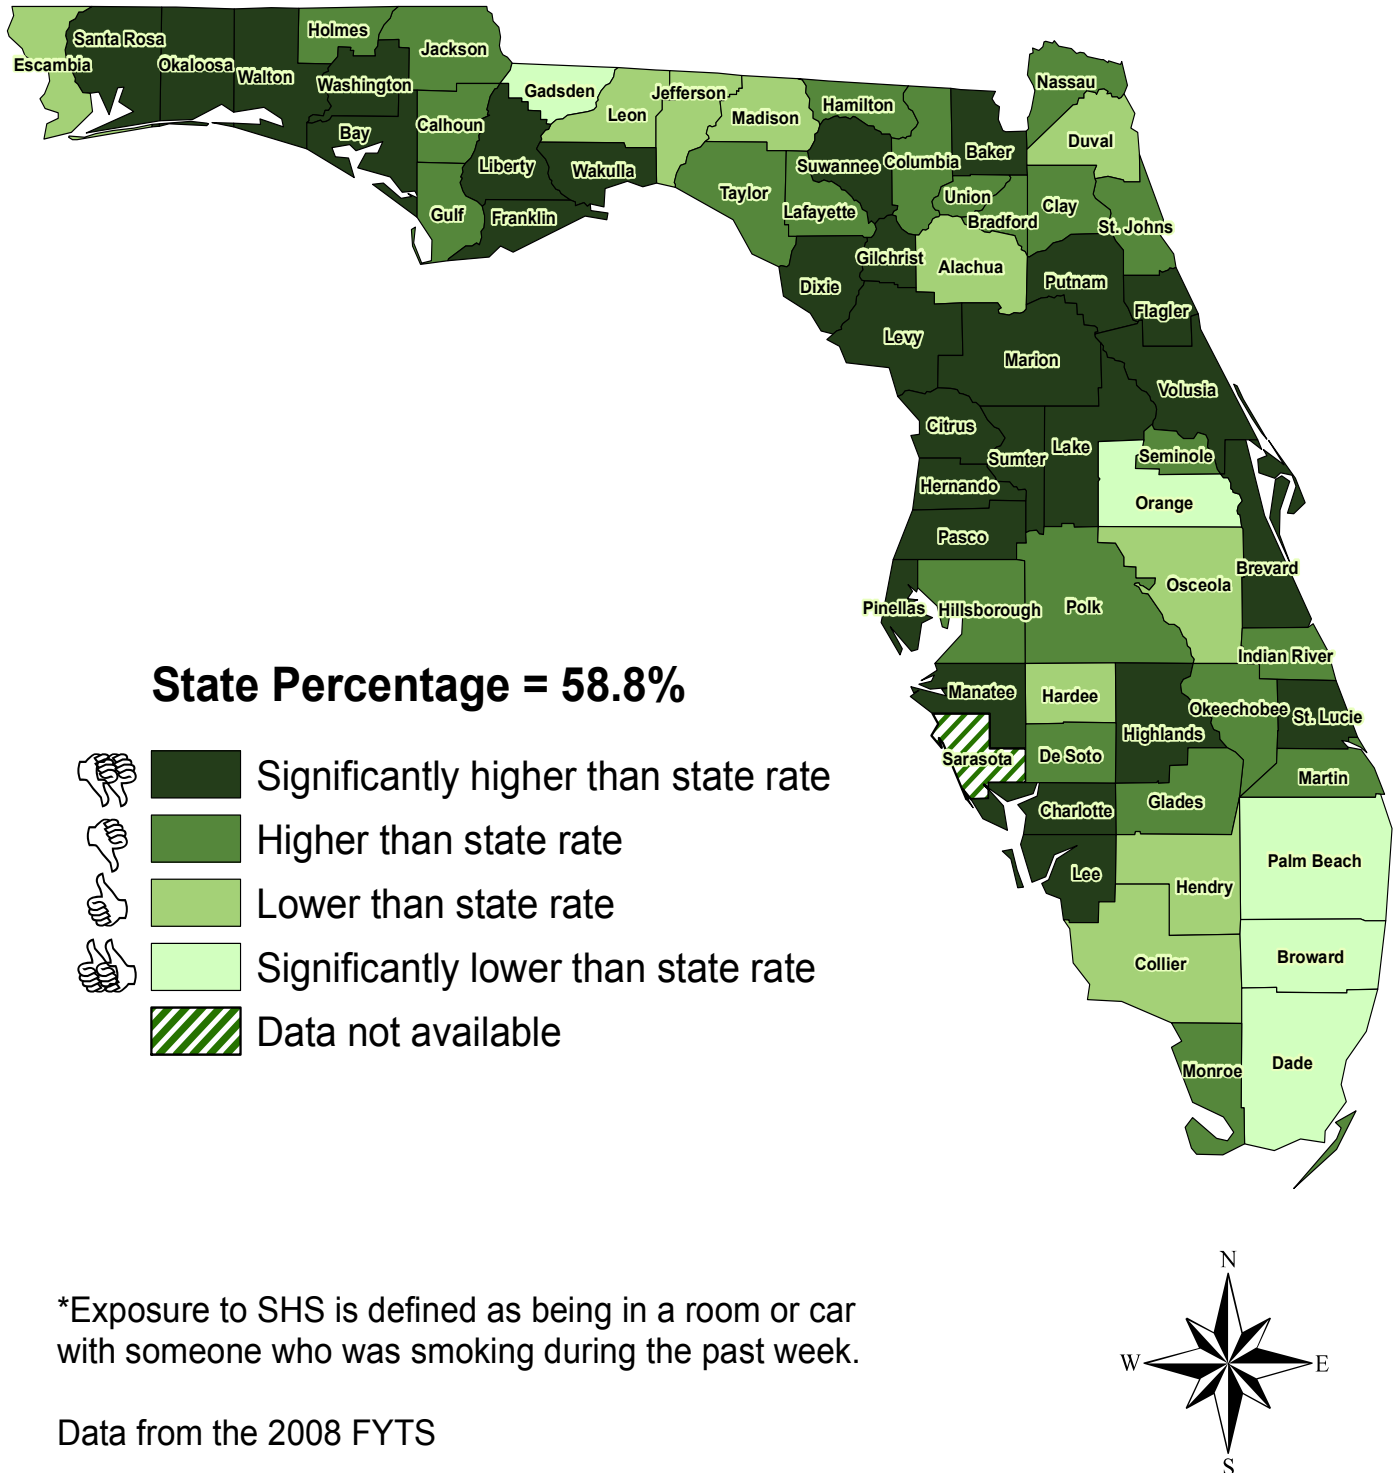 Holmes
Santa Rosa
Jackson
Escambia
Okaloosa
Walton
Washington
Gadsden
Jefferson
Leon
Madison
Hamilton
Nassau
Calhoun
Bay
Duval
Liberty
Wakulla
Suwannee
Columbia
Baker
Taylor
Union
Lafayette
Clay
Gulf
Franklin
Bradford
St. Johns
Gilchrist
Alachua
Dixie
Putnam
Flagler
Levy
Marion
Volusia
Citrus
Lake
Sumter
Seminole
Hernando
Orange
Pasco
Brevard
Osceola
Pinellas
Hillsborough
Polk
Indian River
Manatee
Hardee
Okeechobee
St. Lucie
Highlands
Sarasota
De Soto
Martin
Glades
Charlotte
Palm Beach
Lee
Hendry
Broward
Collier
Dade
Monroe
State Percentage = 58.8%
Significantly higher than state rate
Higher than state rate
Lower than state rate
Significantly lower than state rate
Data not available
*Exposure to SHS is defined as being in a room or car
with someone who was smoking during the past week.
Data from the 2008 FYTS
N
W
E
S